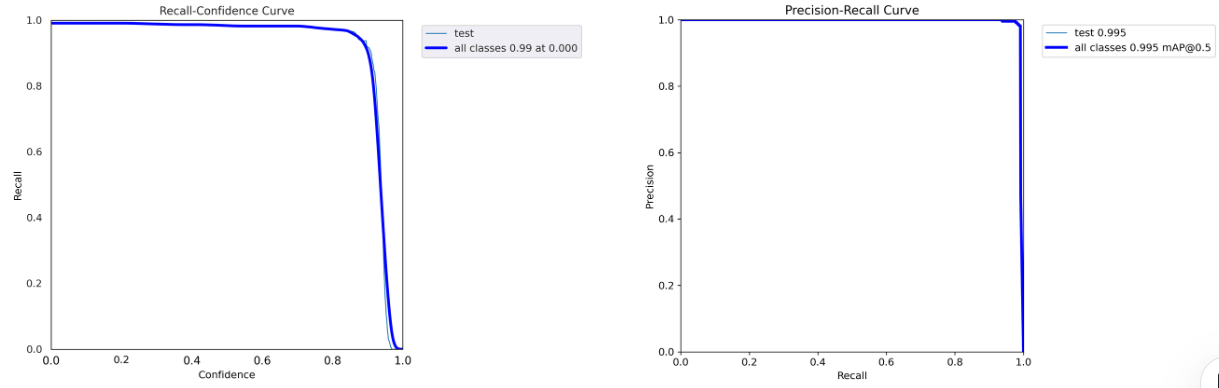 Recall-Confidence Curve
1.0
0.8
0.6
0.4
0.2
0.0
Recall
0.0 0.2 0.4 0.6 0.8 1.0
Confidence
test
all classes 0.99 at 0.000
Precision-Recall Curve
1.0
0.8
0.6
0.4
0.2
0.0
Precision
0.0 0.2 0.4 0.6 0.8 1.0
Recall
test 0.995
all classes 0.995 mAP@0.5